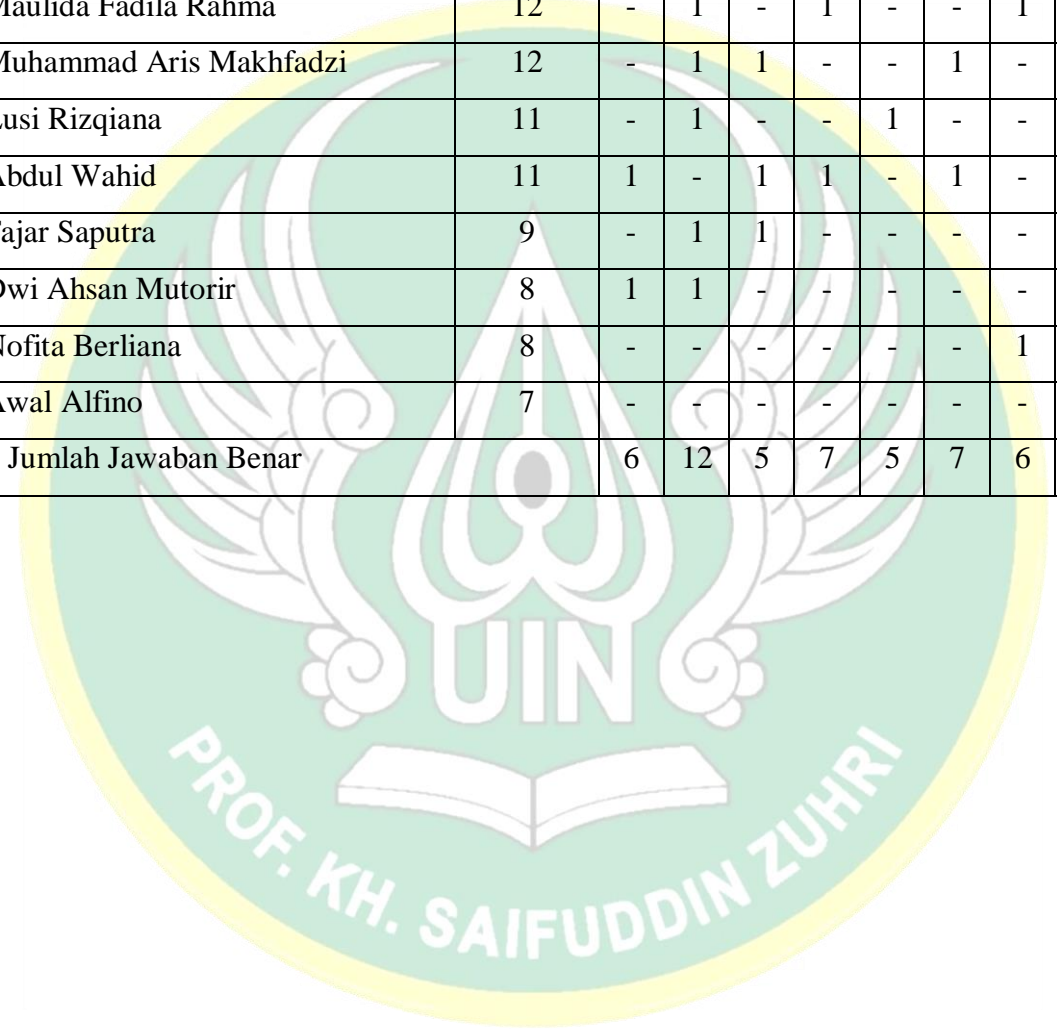 Maulida Fadila Rahma 12 - 1 - 1 - - 1
Muhammad Aris Makhfadzi 12 - 1 1 - - 1 -
Lusi Rizqiana 11 - 1 - - 1 - -
Abdul Wahid 11 1 - 1 1 - 1 -
Fajar Saputra 9 - 1 1 - - - -
Dwi Ahsan Mutorir 8 1 1 - - - - -
Nofita Berliana 8 - - - - - - 1
Awal Alfino 7 - - - - - - -
Jumlah Jawaban Benar 6 12 5 7 5 7 6
UIN
PROF. KH. SAIFUDDIN ZUHRI